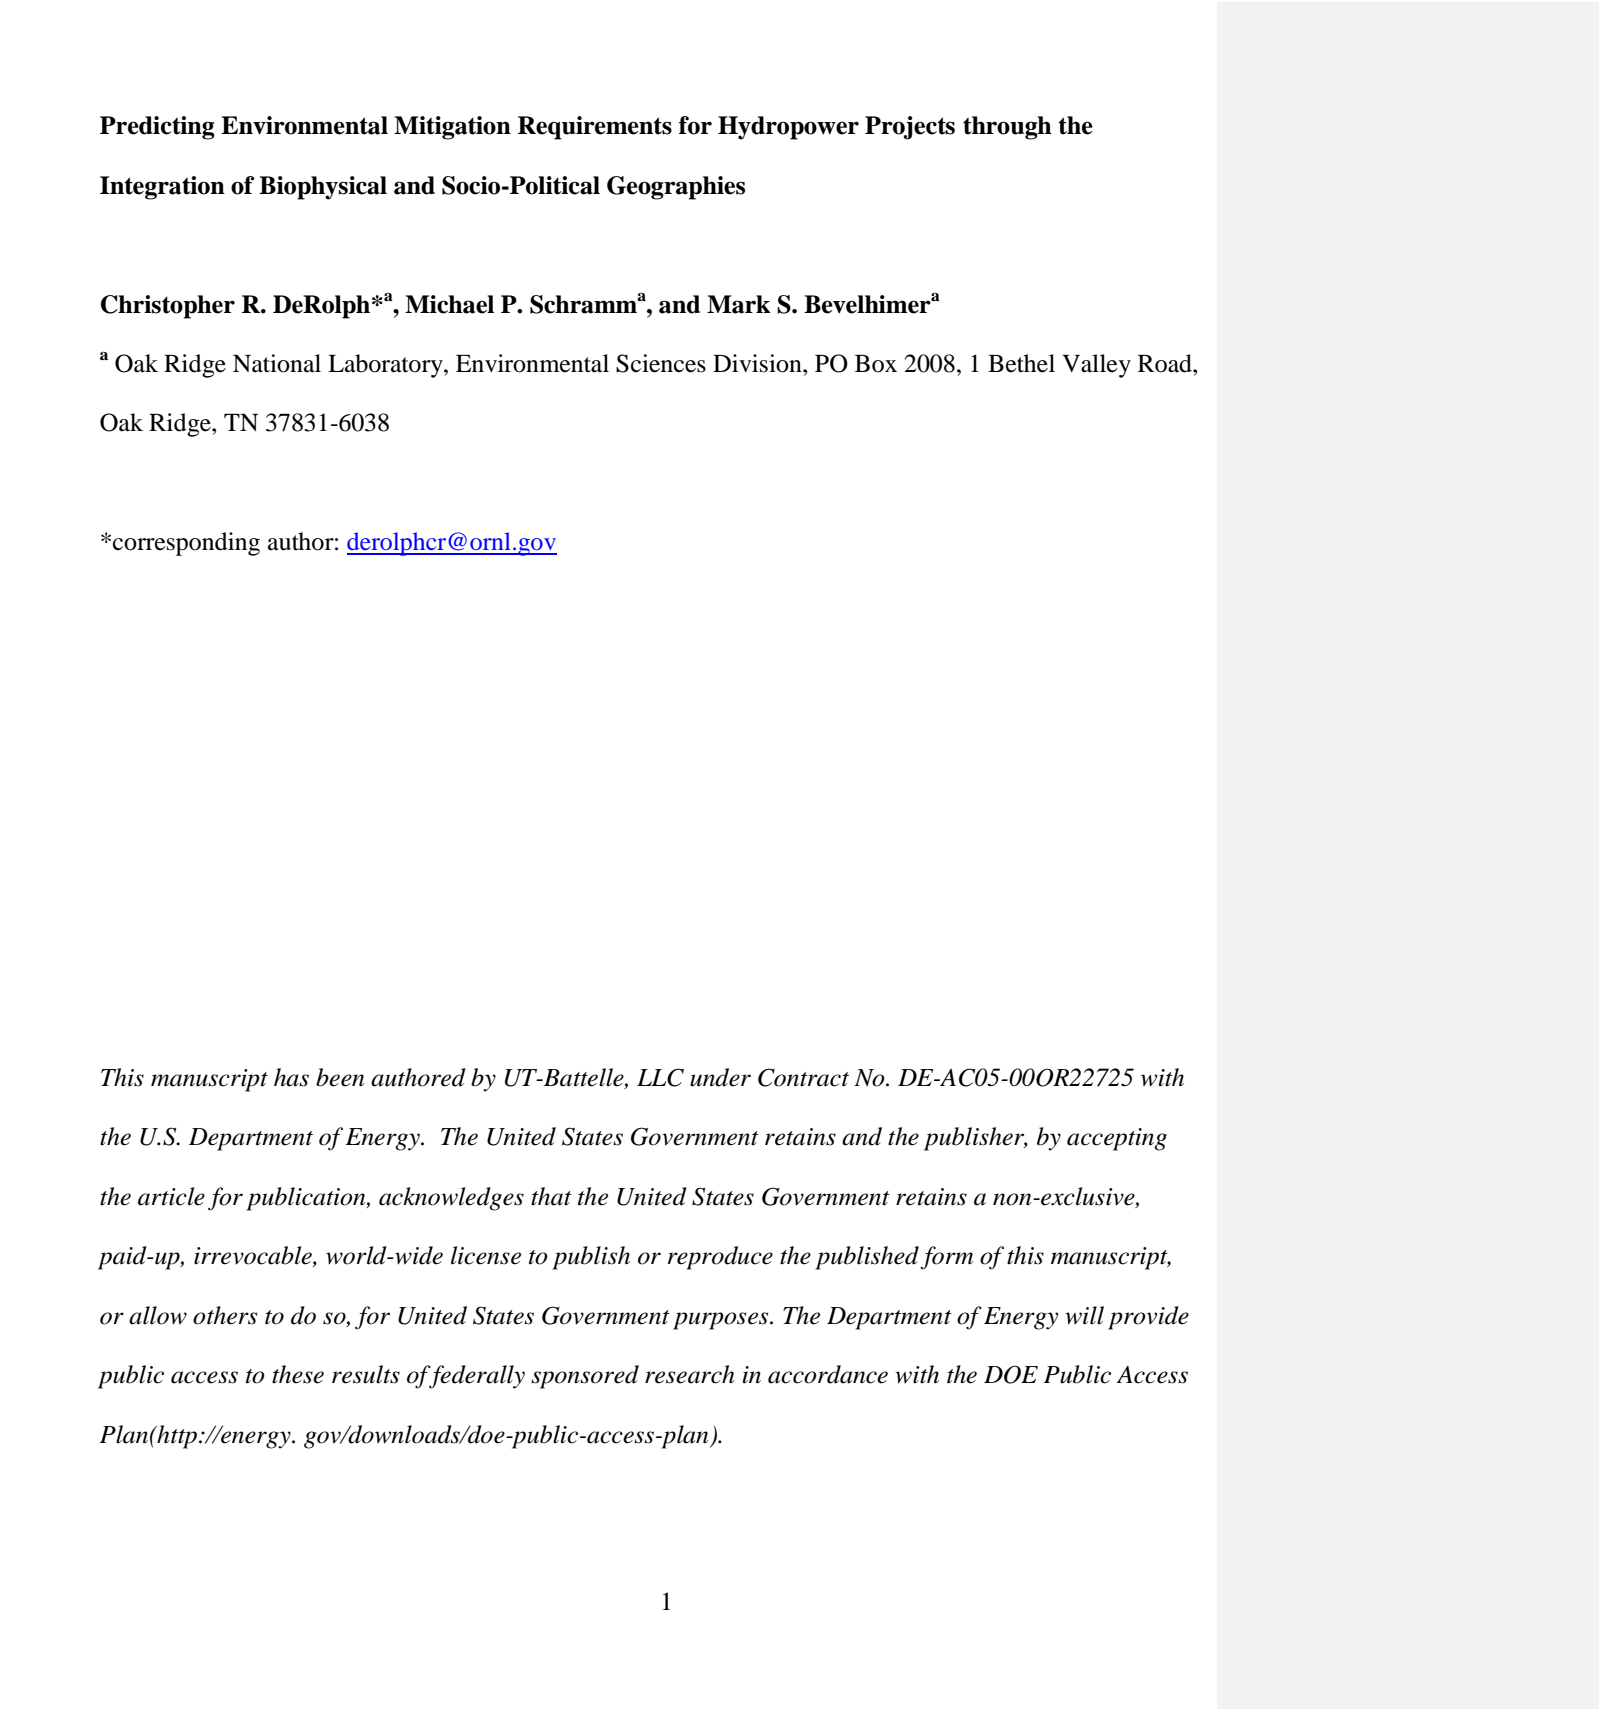 Predicting Environmental Mitigation Requirements for Hydropower Projects through the
Integration of Biophysical and Socio-Political Geographies
Christopher R. DeRolph*a, Michael P. Schramma, and Mark S. Bevelhimera
a Oak Ridge National Laboratory, Environmental Sciences Division, PO Box 2008, 1 Bethel Valley Road,
Oak Ridge, TN 37831-6038
*corresponding author: derolphcr@ornl.gov
This manuscript has been authored by UT-Battelle, LLC under Contract No. DE-AC05-00OR22725 with
the U.S. Department of Energy.  The United States Government retains and the publisher, by accepting
the article for publication, acknowledges that the United States Government retains a non-exclusive,
paid-up, irrevocable, world-wide license to publish or reproduce the published form of this manuscript,
or allow others to do so, for United States Government purposes. The Department of Energy will provide
public access to these results of federally sponsored research in accordance with the DOE Public Access
Plan(http://energy. gov/downloads/doe-public-access-plan).
1